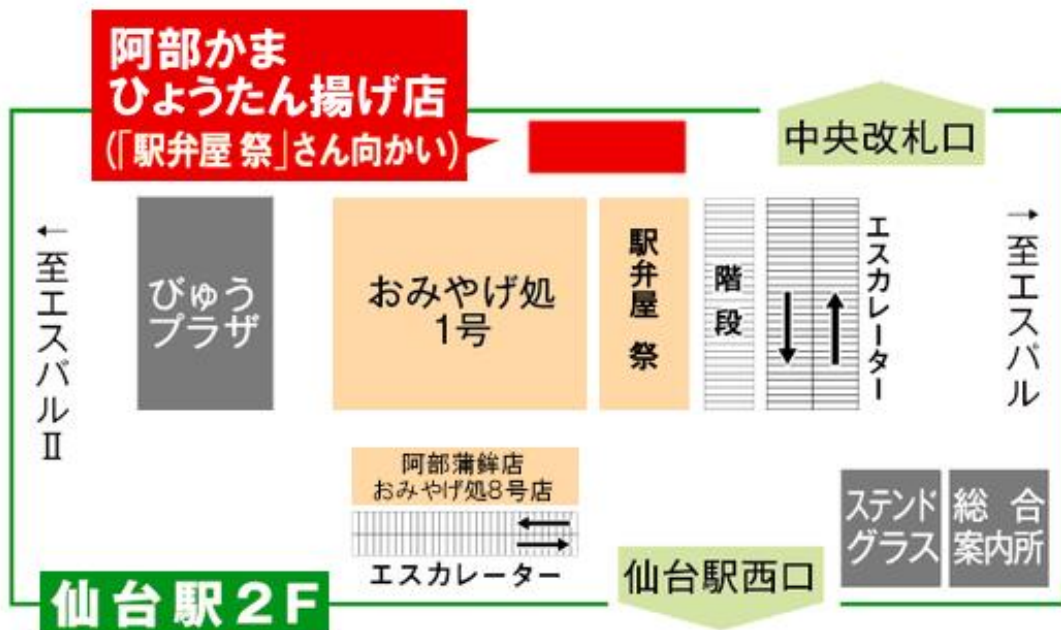 阿部かま
ひょうたん揚げ店
(「駅弁屋 祭」さん向かい)
中央改札口
←至エスパルⅡ
びゅう
プラザ
おみやげ処
1号
駅弁屋 祭
階段
エスカレーター
→至エスパル
阿部蒲鉾店
おみやげ処8号店
エスカレーター
ステンド
グラス
総合
案内所
仙台駅西口
仙台駅2F